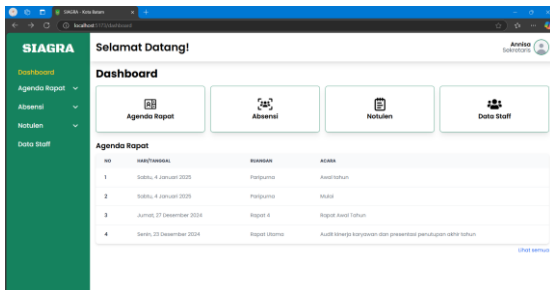 SIAGRA - Kota Batam
localhost:5173/dashboard
SIAGRA
Selamat Datang!
Annisa
Sekretaris
Dashboard
Agenda Rapat
Absensi
Notulen
Data Staff
Dashboard
Agenda Rapat
Absensi
Notulen
Data Staff
Agenda Rapat
NO HARI/TANGGAL RUANGAN ACARA
1 Sabtu, 4 Januari 2025 Paripurna Awal tahun
2 Sabtu, 4 Januari 2025 Paripurna Mulai
3 Jumat, 27 Desember 2024 Rapat 4 Rapat Awal Tahun
4 Senin, 23 Desember 2024 Rapat Utama Audit kinerja karyawan dan presentasi penutupan akhir tahun
Lihat semua